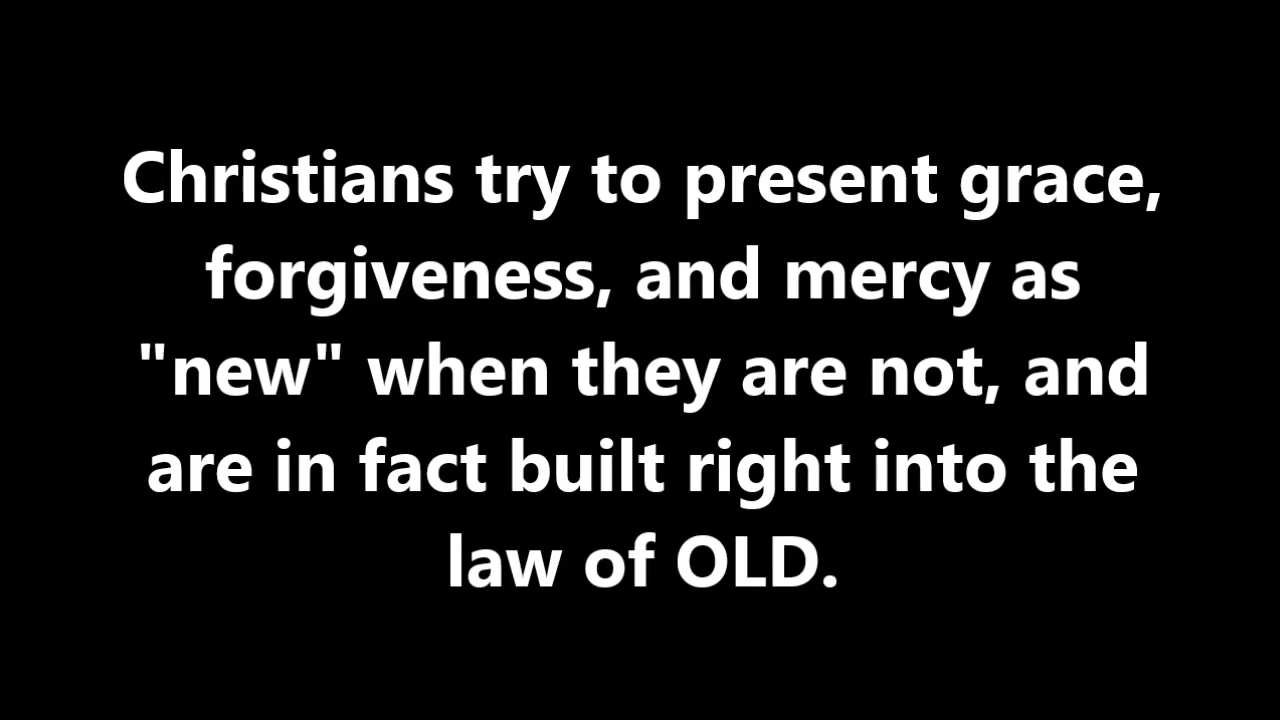 Christians try to present grace,
forgiveness, and mercy as
"new" when they are not, and
are in fact built right into the
law of OLD.